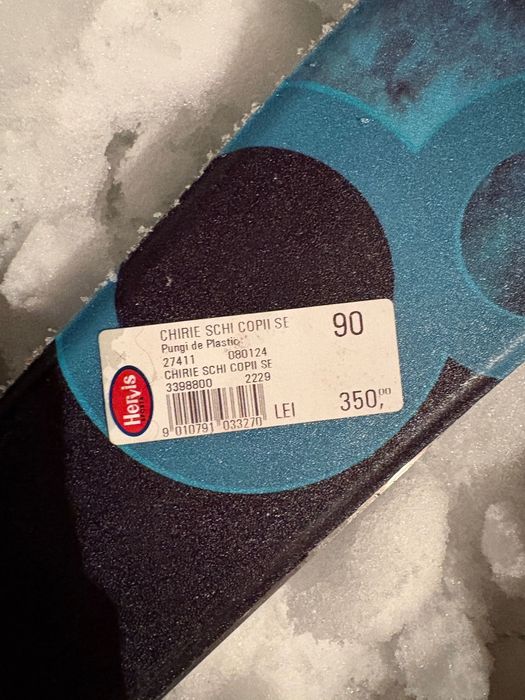 CHIRIE SCHI COPII SE 90
Pungi de Plastic
27411 080124
CHIRIE SCHI COPII SE
3398800 2229
Hervis
SPORTS
LEI 350,00
9 010791 033270